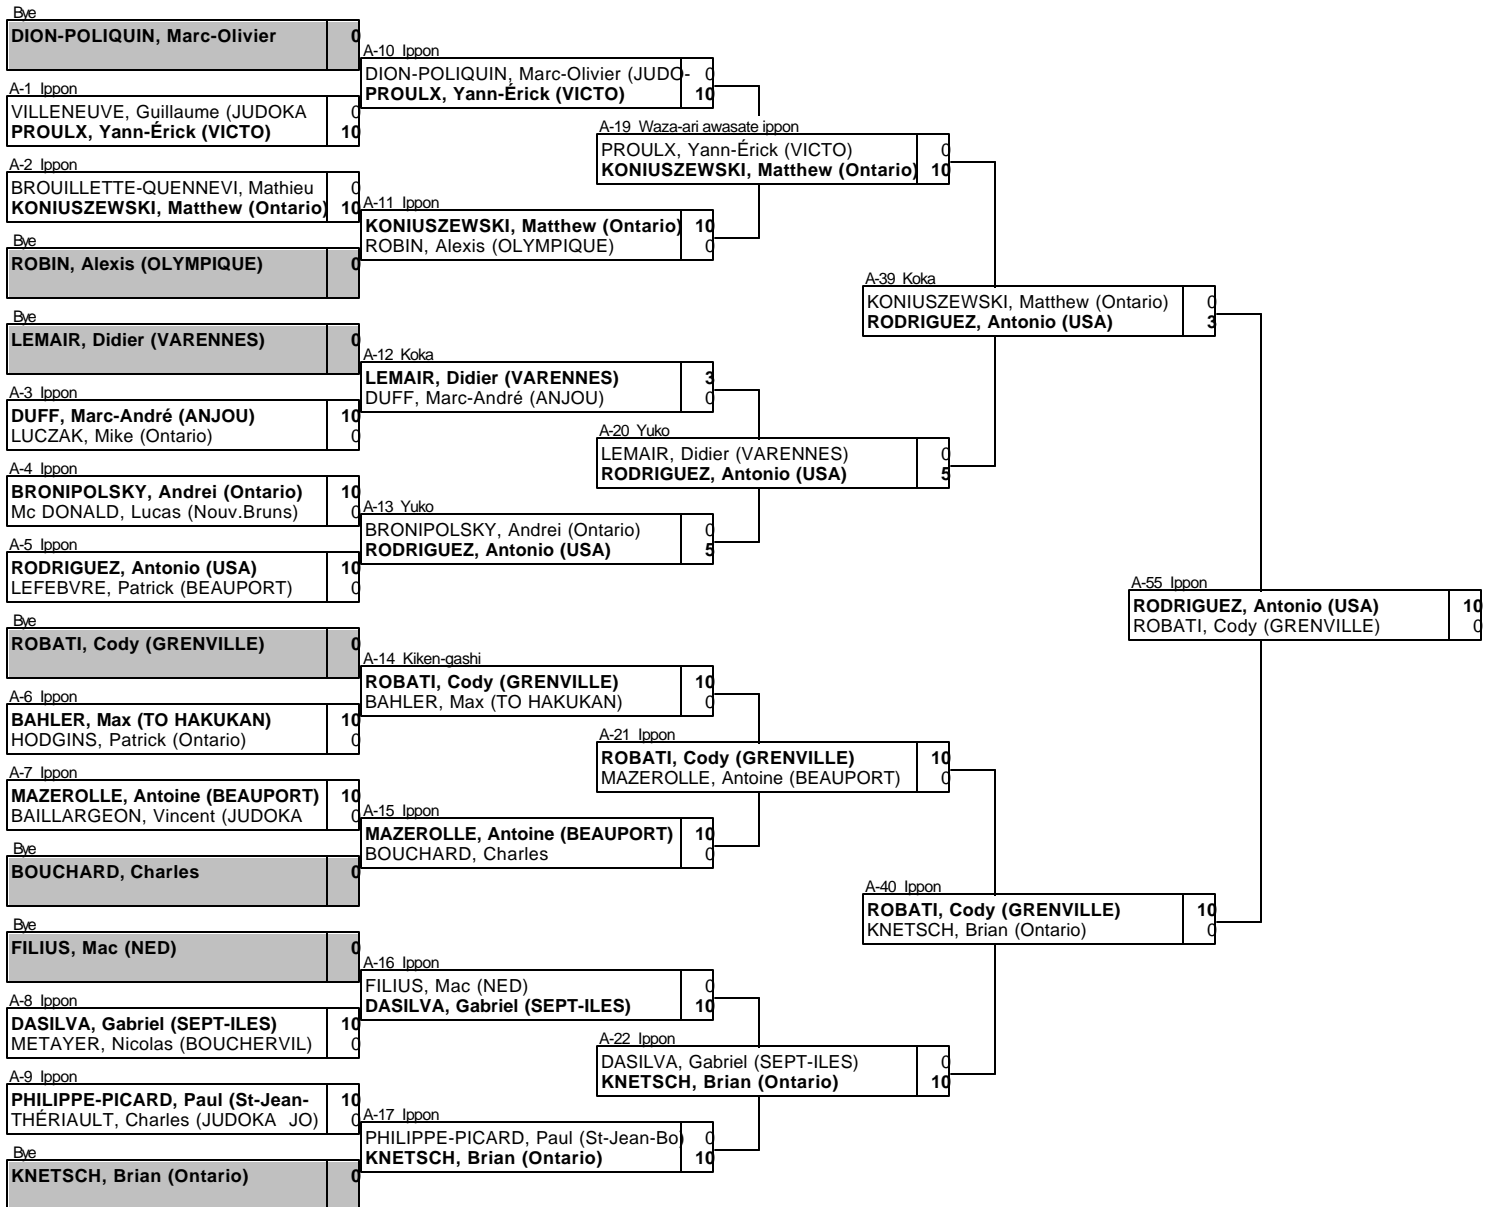 Bye
DION-POLIQUIN, Marc-Olivier 0
A-1 Ippon
VILLENEUVE, Guillaume (JUDOKA 0
PROULX, Yann-Érick (VICTO) 10
A-2 Ippon
BROUILLETTE-QUENNEVI, Mathieu 0
KONIUSZEWSKI, Matthew (Ontario) 10
Bye
ROBIN, Alexis (OLYMPIQUE) 0
Bye
LEMAIR, Didier (VARENNES) 0
A-3 Ippon
DUFF, Marc-André (ANJOU) 10
LUCZAK, Mike (Ontario) 0
A-4 Ippon
BRONIPOLSKY, Andrei (Ontario) 10
Mc DONALD, Lucas (Nouv.Bruns) 0
A-5 Ippon
RODRIGUEZ, Antonio (USA) 10
LEFEBVRE, Patrick (BEAUPORT) 0
Bye
ROBATI, Cody (GRENVILLE) 0
A-6 Ippon
BAHLER, Max (TO HAKUKAN) 10
HODGINS, Patrick (Ontario) 0
A-7 Ippon
MAZEROLLE, Antoine (BEAUPORT) 10
BAILLARGEON, Vincent (JUDOKA 0
Bye
BOUCHARD, Charles 0
Bye
FILIUS, Mac (NED) 0
A-8 Ippon
DASILVA, Gabriel (SEPT-ILES) 10
METAYER, Nicolas (BOUCHERVIL) 0
A-9 Ippon
PHILIPPE-PICARD, Paul (St-Jean- 10
THÉRIAULT, Charles (JUDOKA JO) 0
Bye
KNETSCH, Brian (Ontario) 0
A-10 Ippon
DION-POLIQUIN, Marc-Olivier (JUDO- 0
PROULX, Yann-Érick (VICTO) 10
A-11 Ippon
KONIUSZEWSKI, Matthew (Ontario) 10
ROBIN, Alexis (OLYMPIQUE) 0
A-12 Koka
LEMAIR, Didier (VARENNES) 3
DUFF, Marc-André (ANJOU) 0
A-13 Yuko
BRONIPOLSKY, Andrei (Ontario) 0
RODRIGUEZ, Antonio (USA) 5
A-14 Kiken-gashi
ROBATI, Cody (GRENVILLE) 10
BAHLER, Max (TO HAKUKAN) 0
A-15 Ippon
MAZEROLLE, Antoine (BEAUPORT) 10
BOUCHARD, Charles 0
A-16 Ippon
FILIUS, Mac (NED) 0
DASILVA, Gabriel (SEPT-ILES) 10
A-17 Ippon
PHILIPPE-PICARD, Paul (St-Jean-Bo) 0
KNETSCH, Brian (Ontario) 10
A-19 Waza-ari awasate ippon
PROULX, Yann-Érick (VICTO) 0
KONIUSZEWSKI, Matthew (Ontario) 10
A-20 Yuko
LEMAIR, Didier (VARENNES) 0
RODRIGUEZ, Antonio (USA) 5
A-21 Ippon
ROBATI, Cody (GRENVILLE) 10
MAZEROLLE, Antoine (BEAUPORT) 0
A-22 Ippon
DASILVA, Gabriel (SEPT-ILES) 0
KNETSCH, Brian (Ontario) 10
A-39 Koka
KONIUSZEWSKI, Matthew (Ontario) 0
RODRIGUEZ, Antonio (USA) 3
A-40 Ippon
ROBATI, Cody (GRENVILLE) 10
KNETSCH, Brian (Ontario) 0
A-55 Ippon
RODRIGUEZ, Antonio (USA) 10
ROBATI, Cody (GRENVILLE) 0